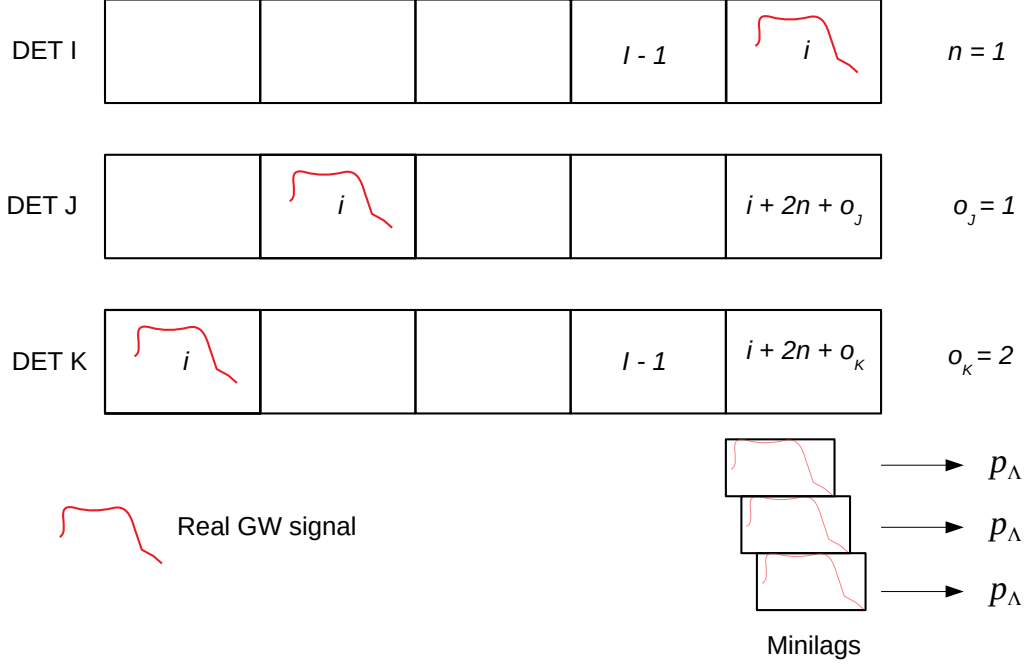 DET I I - 1 i n = 1
DET J i i + 2n + o_J o_J = 1
DET K i I - 1 i + 2n + o_K o_K = 2
p_Λ
Real GW signal p_Λ
p_Λ
Minilags